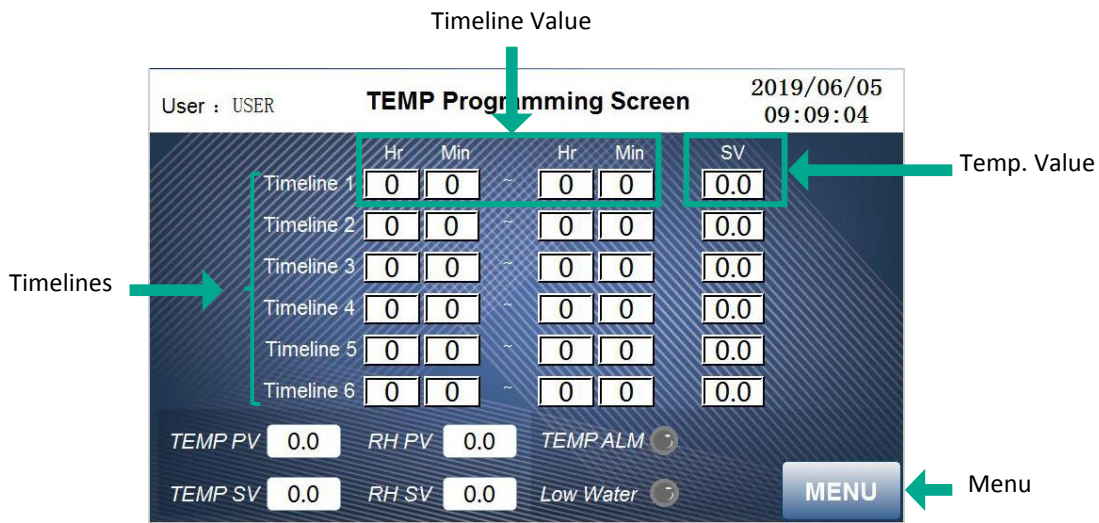 Timeline Value
User : USER TEMP Programming Screen 2019/06/05
09:09:04
Hr Min Hr Min SV
Temp. Value
Timeline 1 0 0 ~ 0 0 0.0
Timeline 2 0 0 ~ 0 0 0.0
Timeline 3 0 0 ~ 0 0 0.0
Timelines
Timeline 4 0 0 ~ 0 0 0.0
Timeline 5 0 0 ~ 0 0 0.0
Timeline 6 0 0 ~ 0 0 0.0
TEMP PV 0.0 RH PV 0.0 TEMP ALM
TEMP SV 0.0 RH SV 0.0 Low Water MENU
Menu